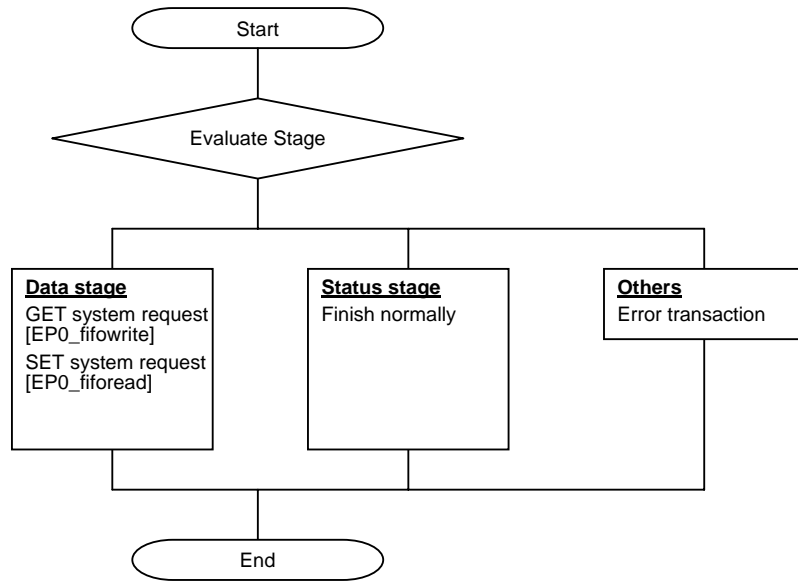 Start
Evaluate Stage
Data stage
GET system request
[EP0_fifowrite]
SET system request
[EP0_fiforead]
Status stage
Finish normally
Others
Error transaction
End